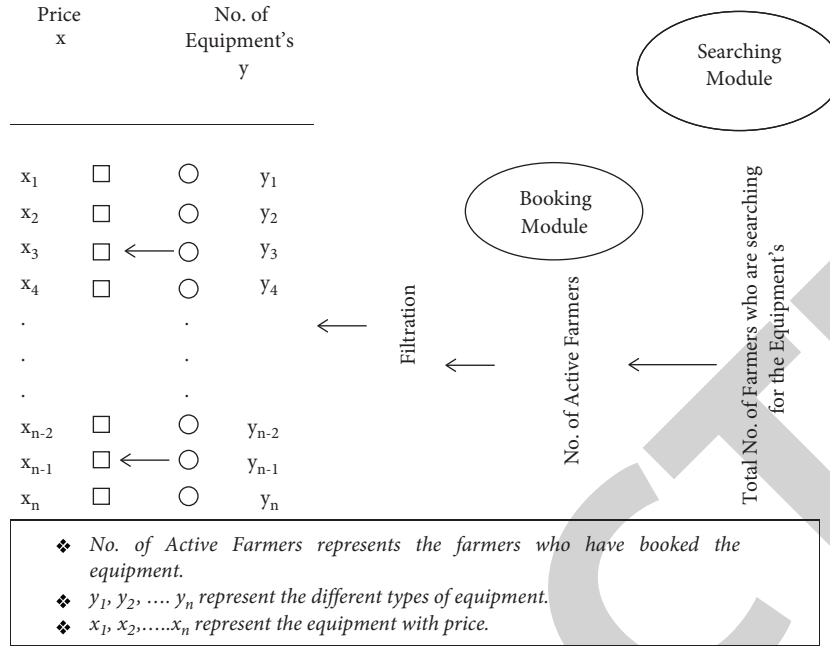 Price
x
No. of
Equipment's
y
Searching
Module
x1
y1
x2
y2
x3
y3
x4
y4
.
.
.
.
.
.
xn-2
yn-2
xn-1
yn-1
xn
yn
Filtration
Booking
Module
No. of Active Farmers
Total No. of Farmers who are searching
for the Equipment's
❖ No. of Active Farmers represents the farmers who have booked the
equipment.
❖ y1, y2, .... yn represent the different types of equipment.
❖ x1, x2,.....xn represent the equipment with price.